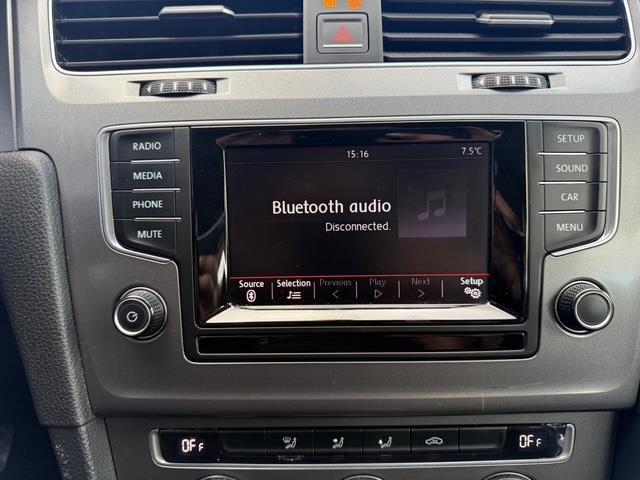 RADIO
MEDIA
PHONE
MUTE
15:16
7.5°C
Bluetooth audio
Disconnected.
Source Selection Previous Play Next Setup
SETUP
SOUND
CAR
MENU
OFF
OFF